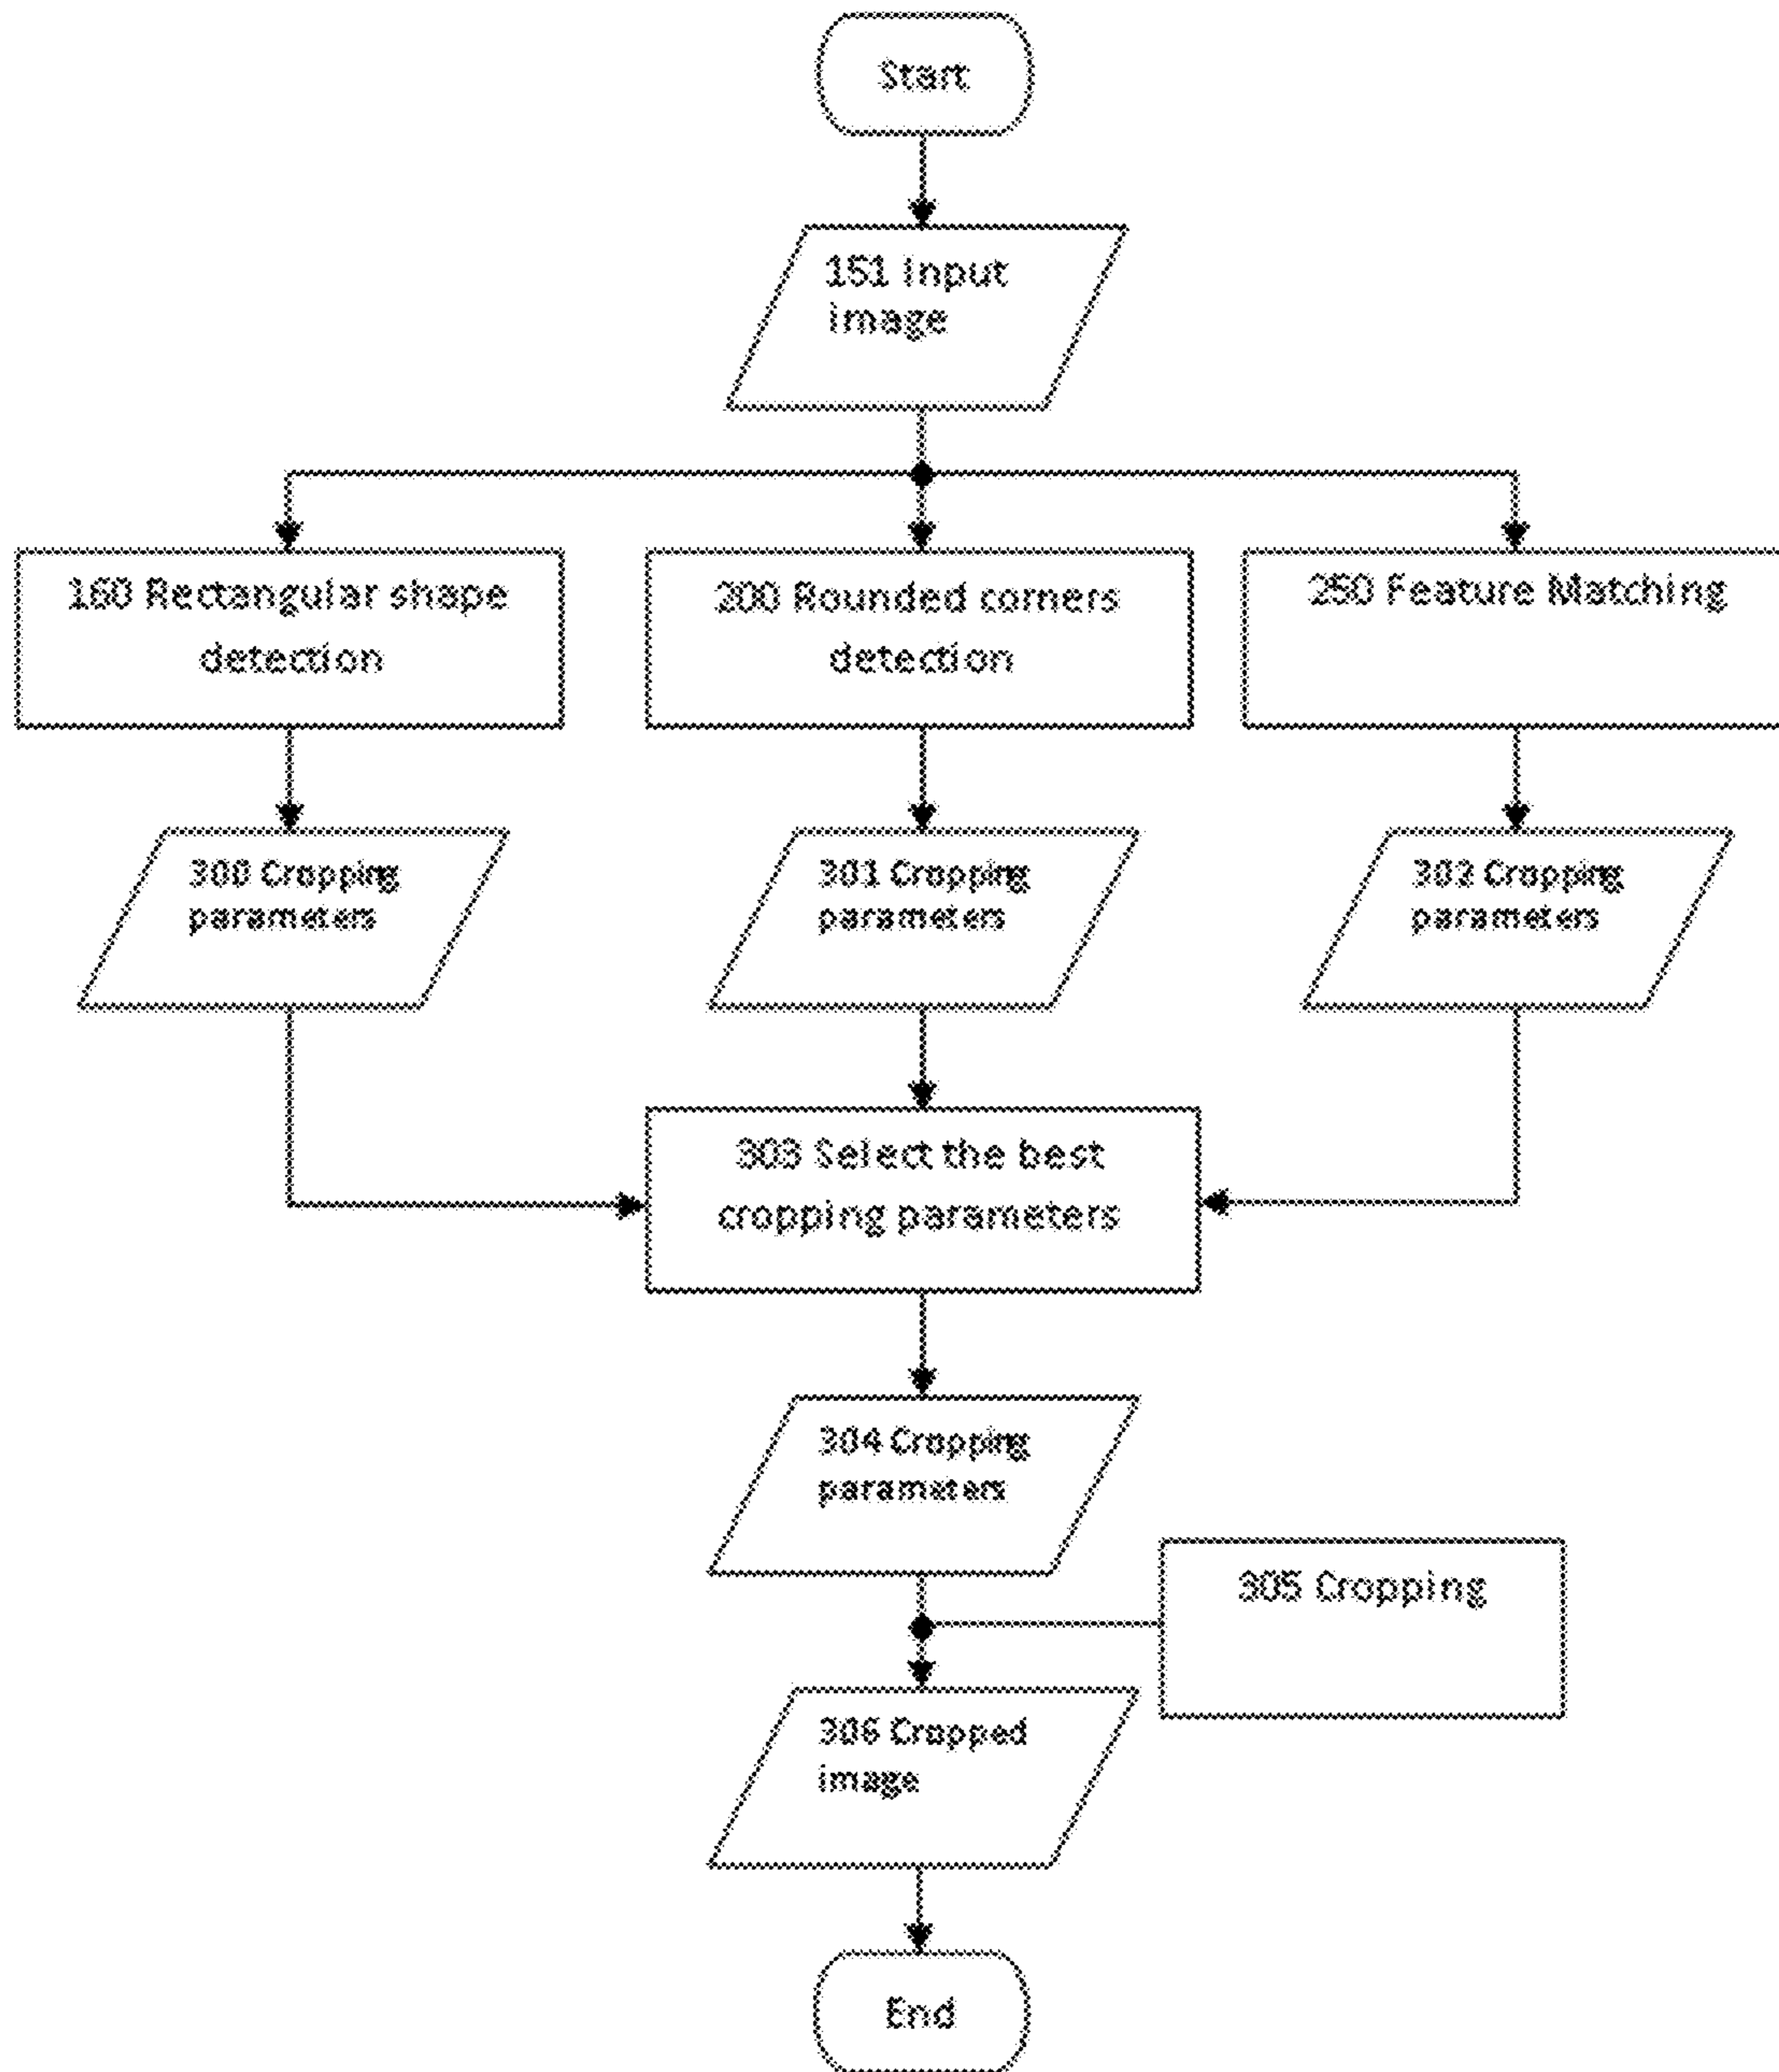 Start
151 Input
image
160 Rectangular shape
detection
200 Rounded corners
detection
250 Feature Matching
300 Cropping
parameters
301 Cropping
parameters
302 Cropping
parameters
303 Select the best
cropping parameters
304 Cropping
parameters
305 Cropping
306 Cropped
image
End